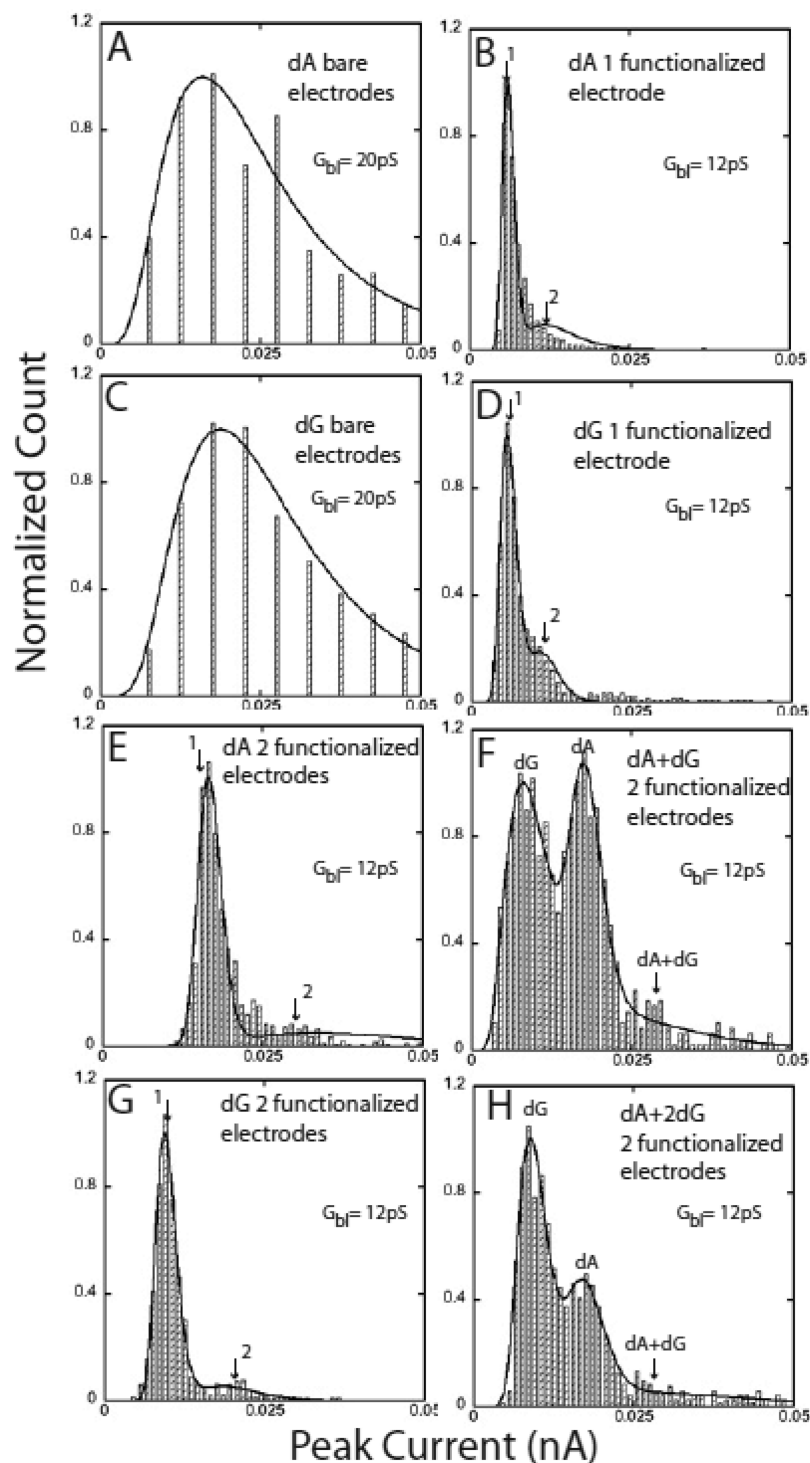 Normalized Count
A
dA bare
electrodes
G_bl= 20pS
1.2
0.8
0.4
0
0
0.025
0.05
B
1
dA 1 functionalized
electrode
G_bl= 12pS
2
1.2
0.8
0.4
0
0
0.025
0.05
C
dG bare
electrodes
G_bl= 20pS
1.2
0.8
0.4
0
0
0.025
0.05
D
1
dG 1 functionalized
electrode
G_bl= 12pS
2
1.2
0.8
0.4
0
0
0.025
0.05
E
1
dA 2 functionalized
electrodes
G_bl= 12pS
2
1.2
0.8
0.4
0
0
0.025
0.05
F
dG
dA
dA+dG
2 functionalized
electrodes
G_bl= 12pS
dA+dG
1.2
0.8
0.4
0
0
0.025
0.05
G
1
dG 2 functionalized
electrodes
G_bl= 12pS
2
1.2
0.8
0.4
0
0
0.025
0.05
H
dG
dA+2dG
2 functionalized
electrodes
G_bl= 12pS
dA
dA+dG
1.2
0.8
0.4
0
0
0.025
0.05
Peak Current (nA)